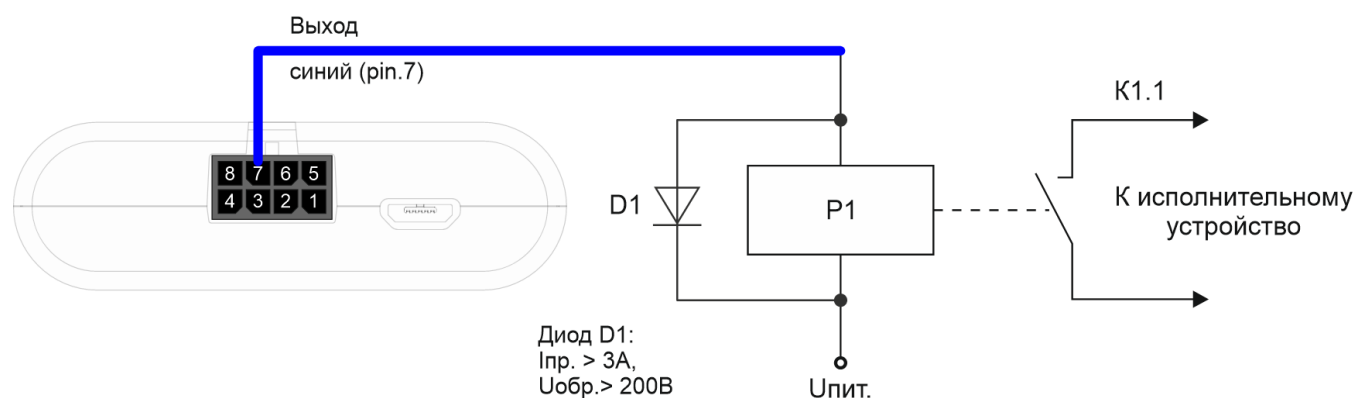 Выход
синий (pin.7)
8 7 6 5
4 3 2 1
K1.1
D1
P1
К исполнительному
устройство
Диод D1:
Iпр. > 3А,
Uобр.> 200В
Uпит.